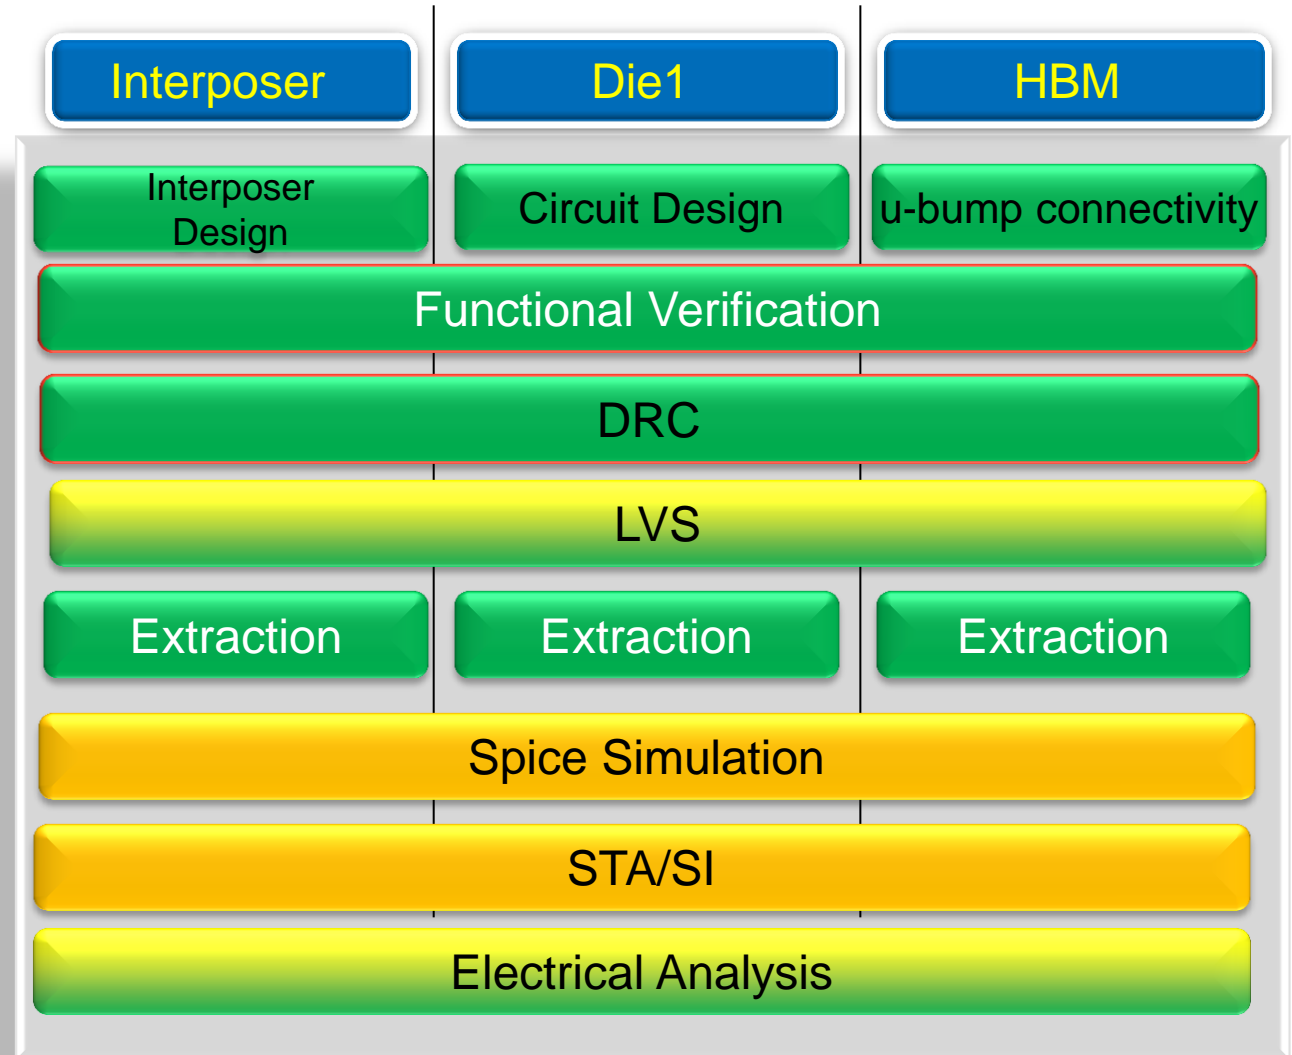 Interposer
Die1
HBM
Interposer
Design
Circuit Design
u-bump connectivity
Functional Verification
DRC
LVS
Extraction
Extraction
Extraction
Spice Simulation
STA/SI
Electrical Analysis